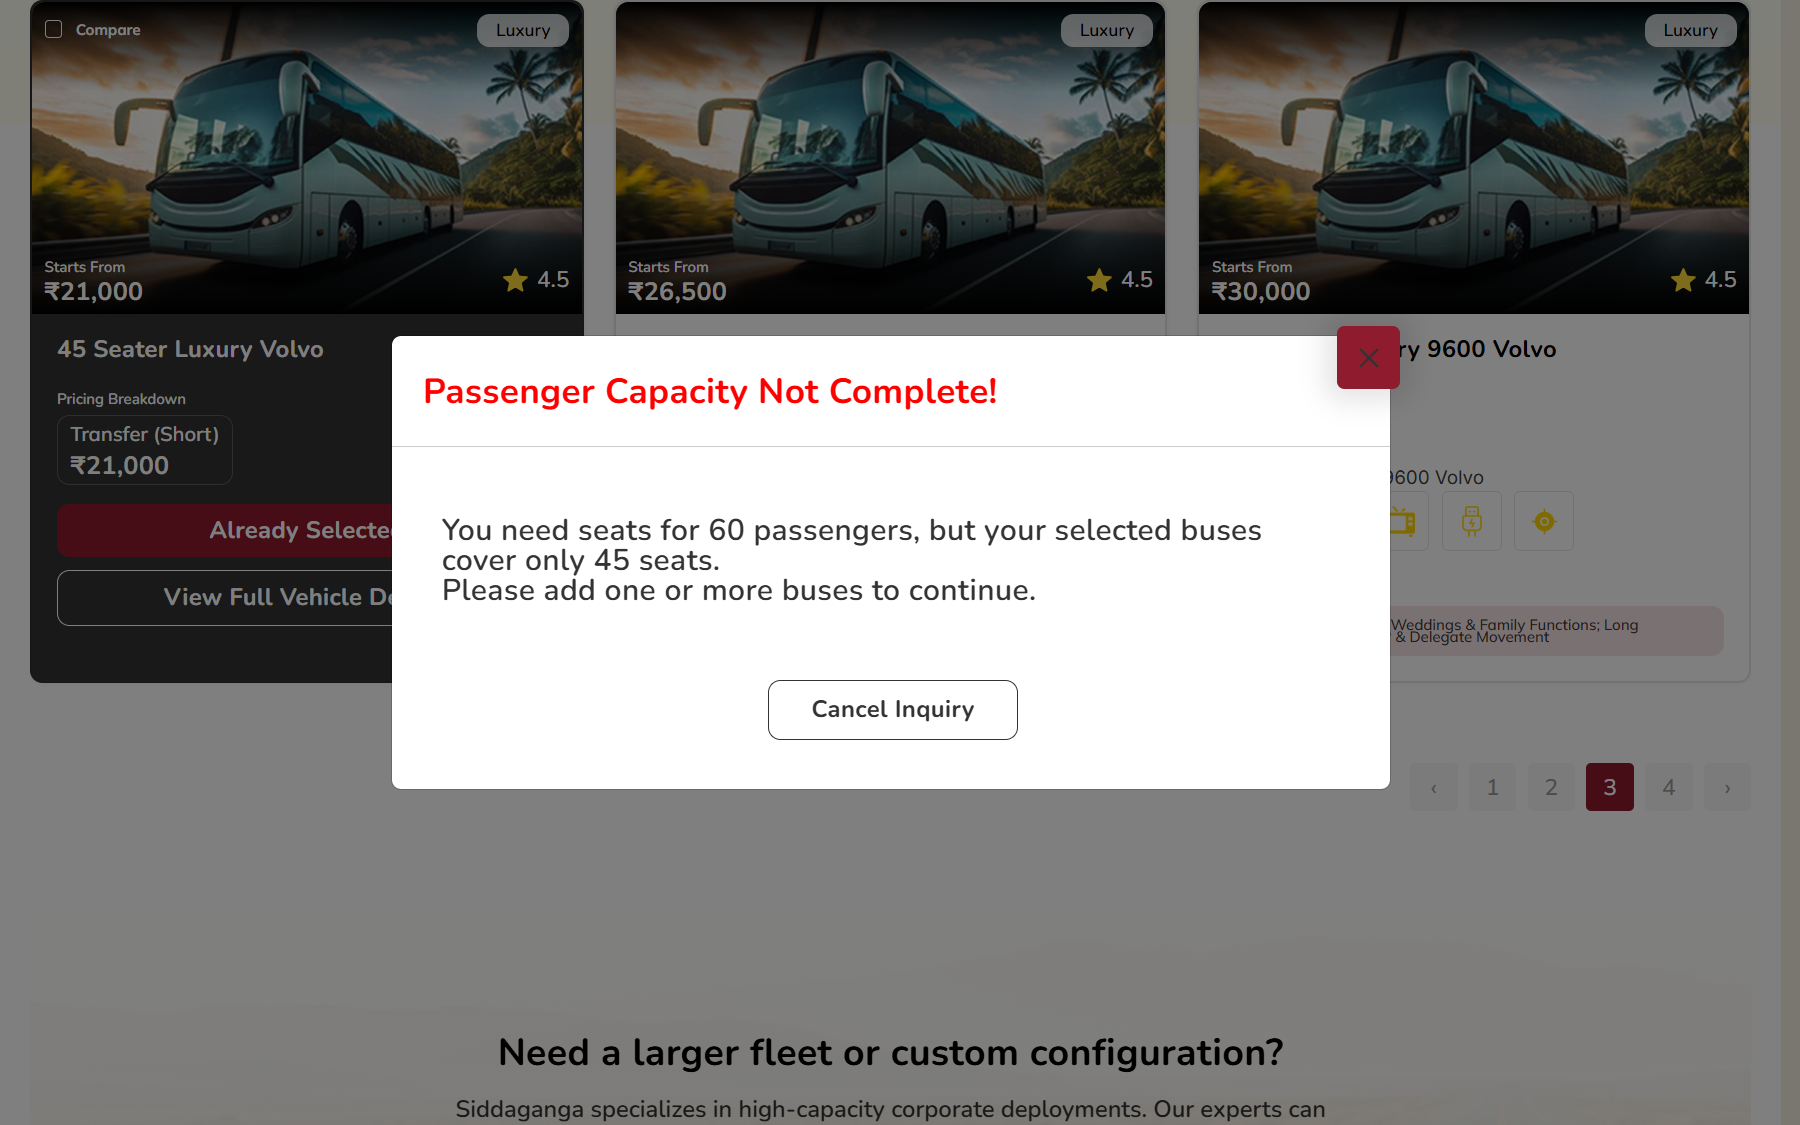 Compare
Luxury
Luxury
Luxury
Starts From
₹21,000
4.5
Starts From
₹26,500
4.5
Starts From
₹30,000
4.5
45 Seater Luxury Volvo
Pricing Breakdown
Transfer (Short)
₹21,000
Already Selected
View Full Vehicle
9600 Volvo
9600 Volvo
Weddings & Family Functions; Long
& Delegate Movement
Passenger Capacity Not Complete!
You need seats for 60 passengers, but your selected buses
cover only 45 seats.
Please add one or more buses to continue.
Cancel Inquiry
‹ 1 2 3 4 ›
Need a larger fleet or custom configuration?
Siddaganga specializes in high-capacity corporate deployments. Our experts can